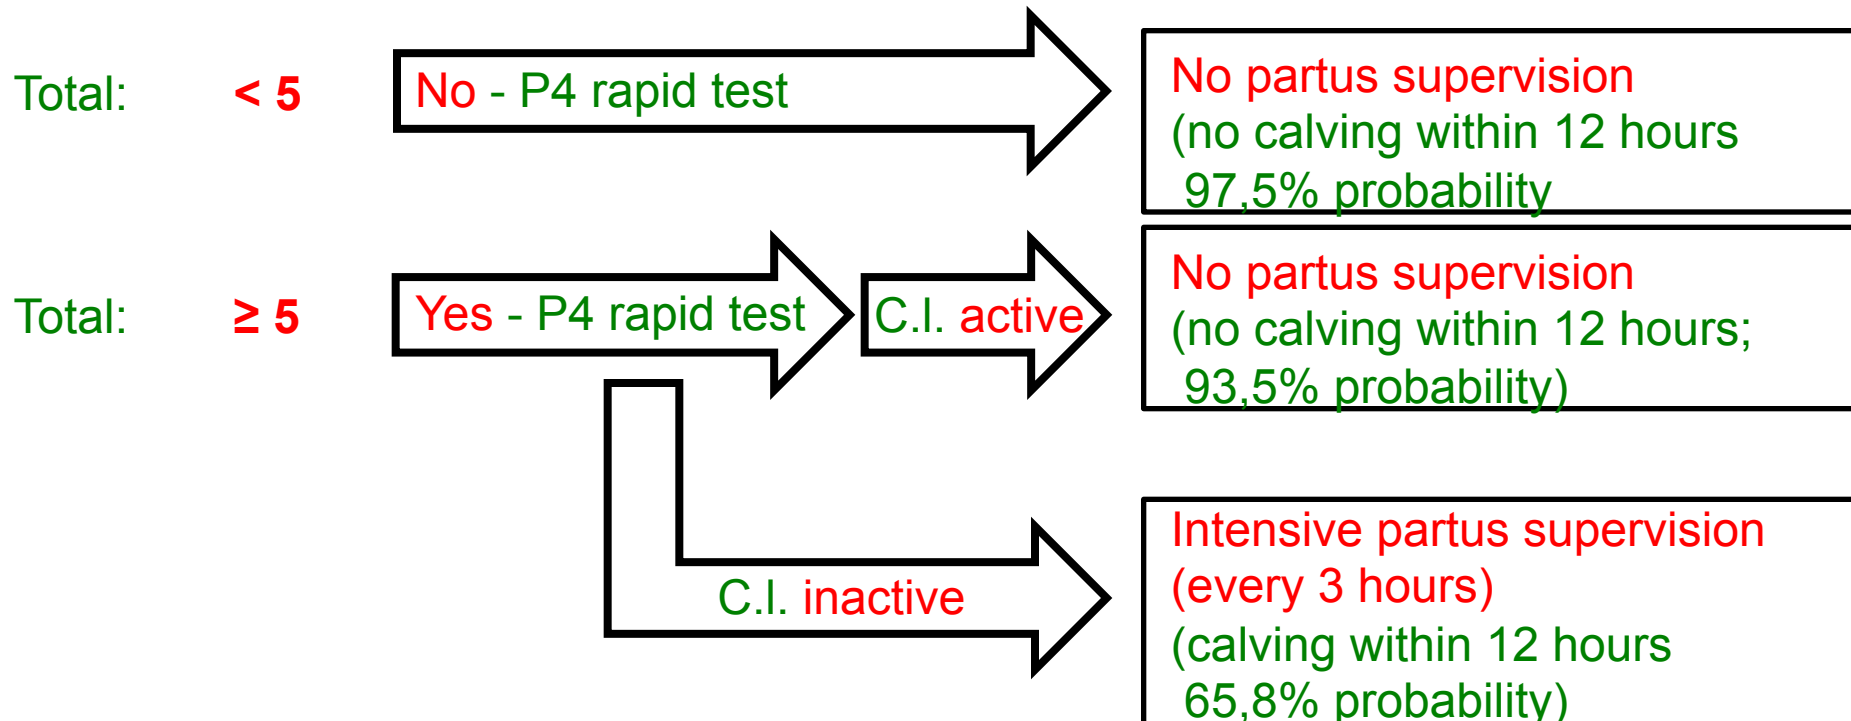 Total: < 5 No - P4 rapid test
No partus supervision
(no calving within 12 hours
97,5% probability
Total: ≥ 5 Yes - P4 rapid test C.l. active
No partus supervision
(no calving within 12 hours;
93,5% probability)
C.l. inactive
Intensive partus supervision
(every 3 hours)
(calving within 12 hours
65,8% probability)